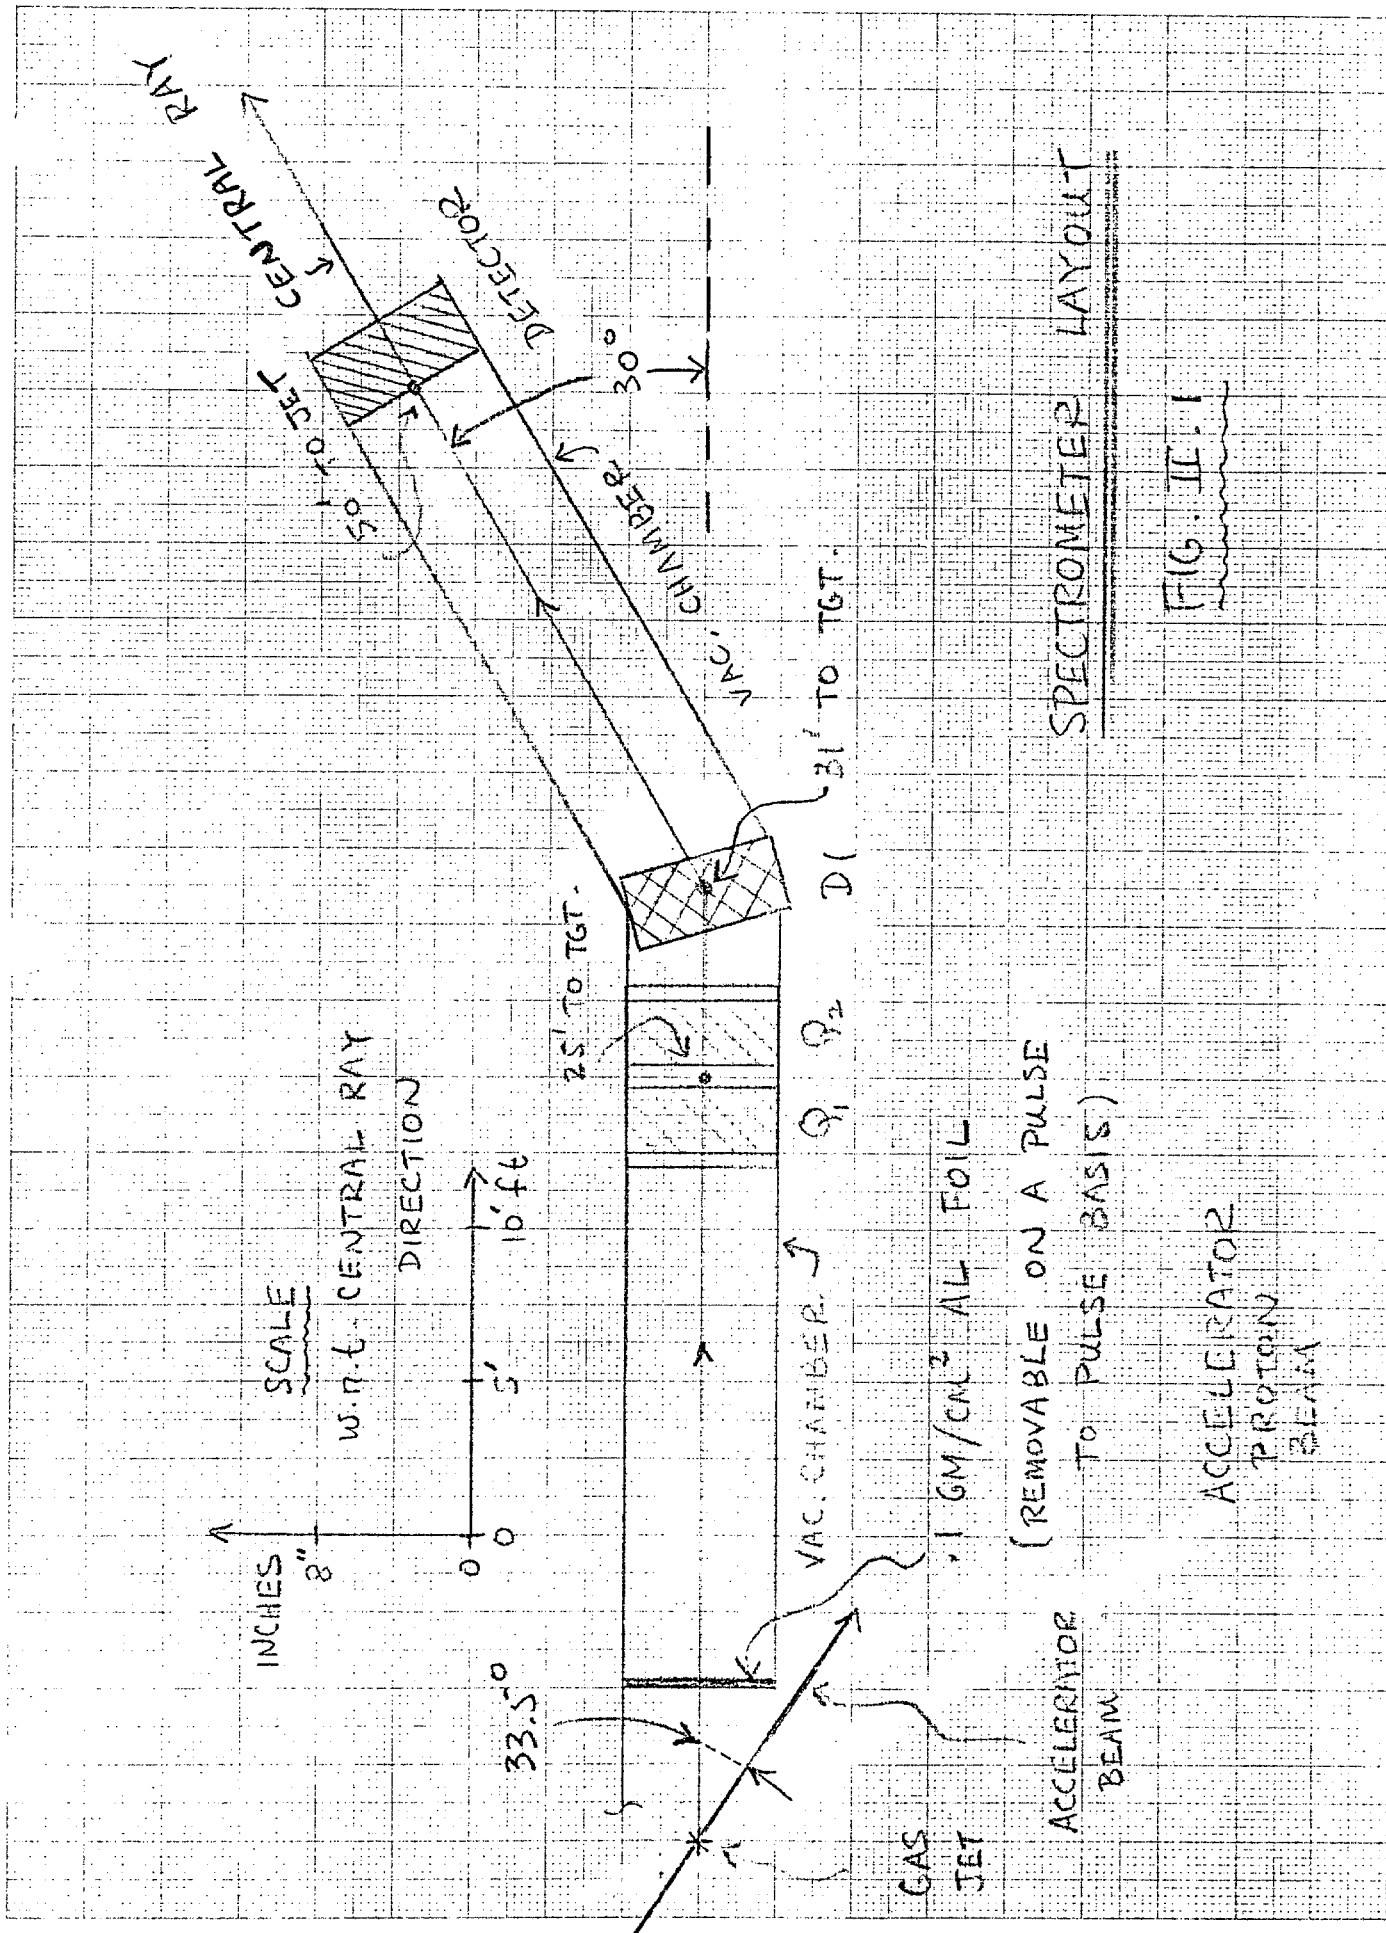 CENTRAL RAY
50' TO JET
DETECTOR
30°
VAC. CHAMBER
INCHES
8"
0
0
5'
10' ft
SCALE
w.r.t. CENTRAL RAY
DIRECTION
25' TO TGT.
31' TO TGT.
Q1
Q2
D1
33.5°
VAC. CHAMBER
GAS
JET
ACCELERATOR
BEAM
.1 GM/CM² AL FOIL
(REMOVABLE ON A PULSE
TO PULSE BASIS)
ACCELERATOR
PROTON
BEAM
SPECTROMETER LAYOUT
FIG. II.1